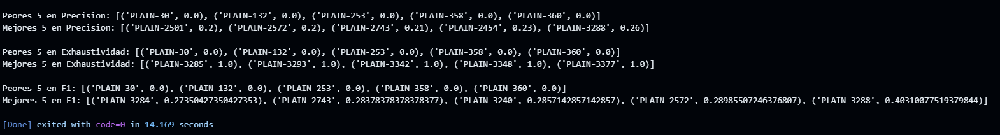 Peores 5 en Precision: [('PLAIN-30', 0.0), ('PLAIN-132', 0.0), ('PLAIN-253', 0.0), ('PLAIN-358', 0.0), ('PLAIN-360', 0.0)]
Mejores 5 en Precision: [('PLAIN-2501', 0.2), ('PLAIN-2572', 0.2), ('PLAIN-2743', 0.21), ('PLAIN-2454', 0.23), ('PLAIN-3288', 0.26)]
Peores 5 en Exhaustividad: [('PLAIN-30', 0.0), ('PLAIN-132', 0.0), ('PLAIN-253', 0.0), ('PLAIN-358', 0.0), ('PLAIN-360', 0.0)]
Mejores 5 en Exhaustividad: [('PLAIN-3285', 1.0), ('PLAIN-3293', 1.0), ('PLAIN-3342', 1.0), ('PLAIN-3348', 1.0), ('PLAIN-3377', 1.0)]
Peores 5 en F1: [('PLAIN-30', 0.0), ('PLAIN-132', 0.0), ('PLAIN-253', 0.0), ('PLAIN-358', 0.0), ('PLAIN-360', 0.0)]
Mejores 5 en F1: [('PLAIN-3284', 0.27350427350427353), ('PLAIN-2743', 0.28378378378378377), ('PLAIN-3240', 0.2857142857142857), ('PLAIN-2572', 0.28985507246376807), ('PLAIN-3288', 0.40310077519379844)]
[Done] exited with code=0 in 14.169 seconds